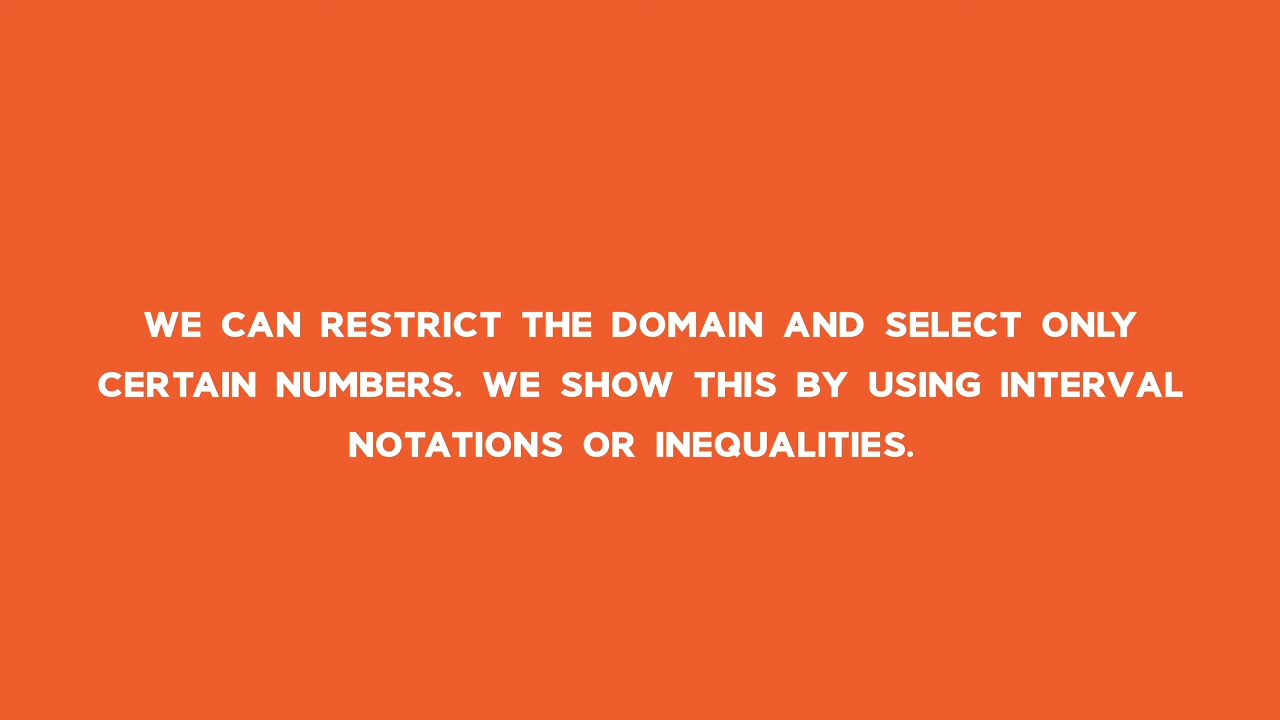 WE CAN RESTRICT THE DOMAIN AND SELECT ONLY
CERTAIN NUMBERS. WE SHOW THIS BY USING INTERVAL
NOTATIONS OR INEQUALITIES.